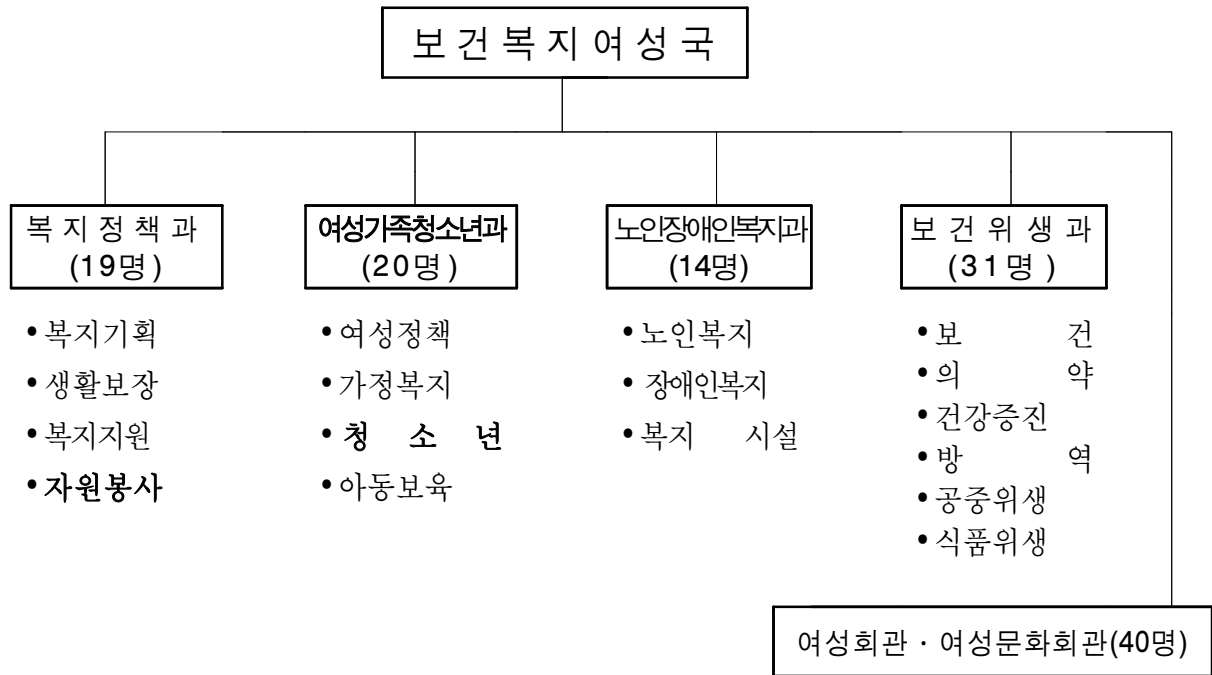 보건복지여성국
복지정책과
(19명)
• 복지기획
• 생활보장
• 복지지원
• 자원봉사
여성가족청소년과
(20명)
• 여성정책
• 가정복지
• 청 소 년
• 아동보육
노인장애인복지과
(14명)
• 노인복지
• 장애인복지
• 복지 시설
보건위생과
(31명)
• 보 건
• 의 약
• 건강증진
• 방 역
• 공중위생
• 식품위생
여성회관 · 여성문화회관(40명)